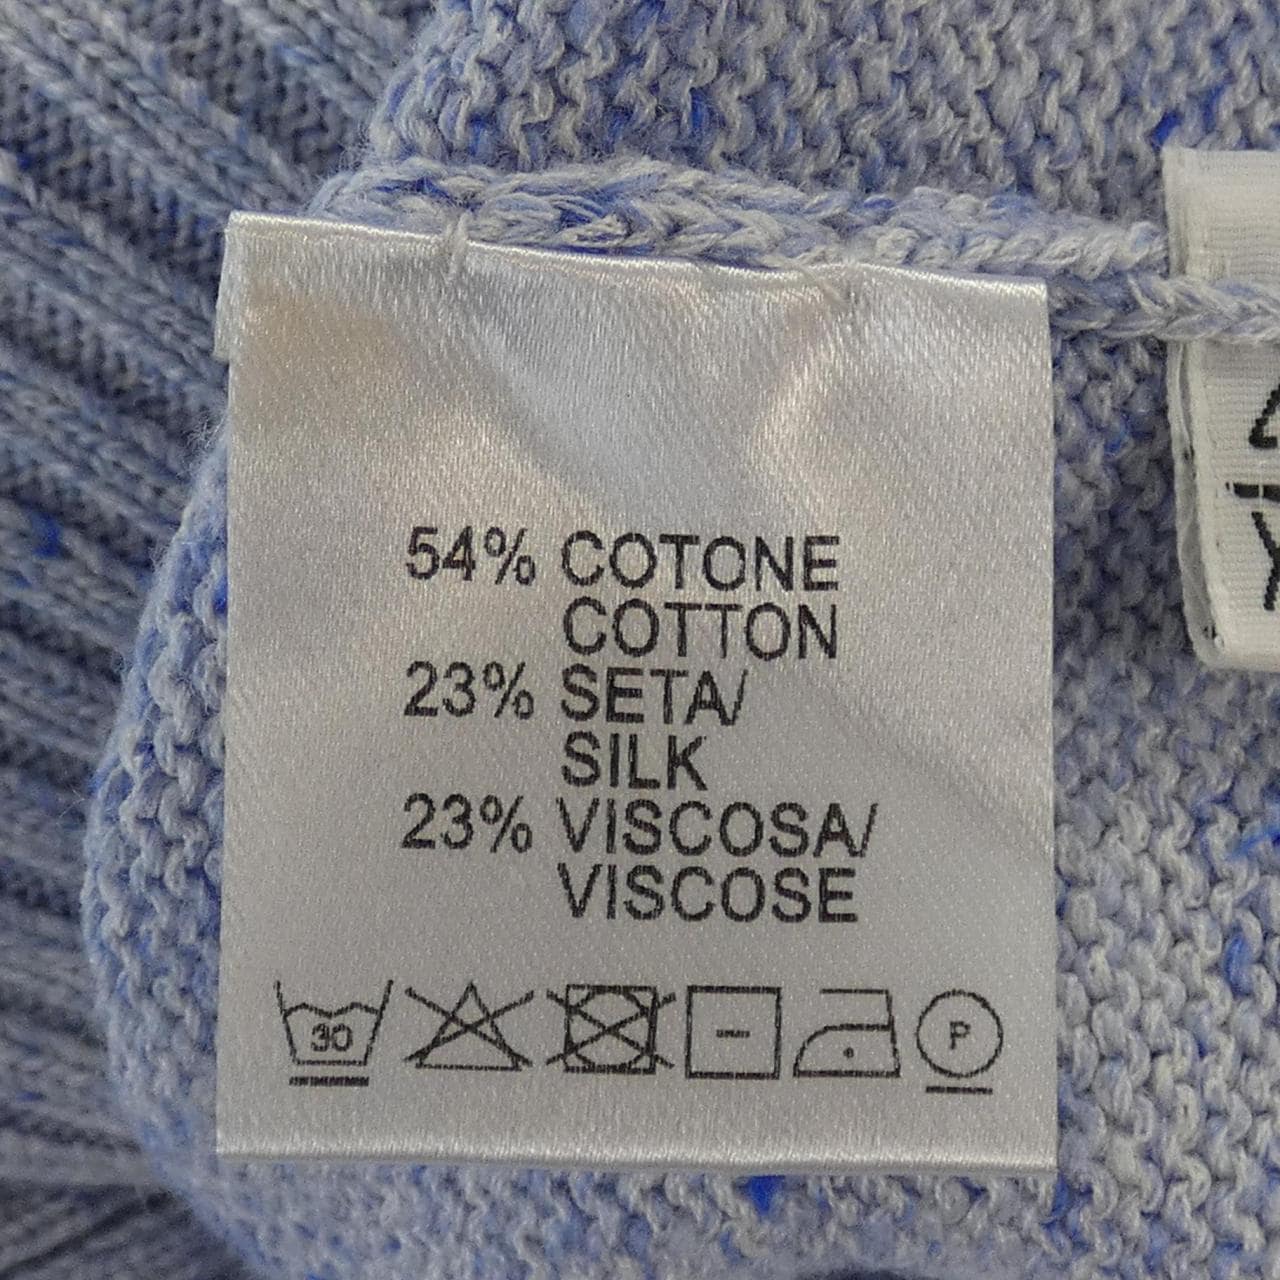 54% COTONE
COTTON
23% SETA/
SILK
23% VISCOSA/
VISCOSE
30
P